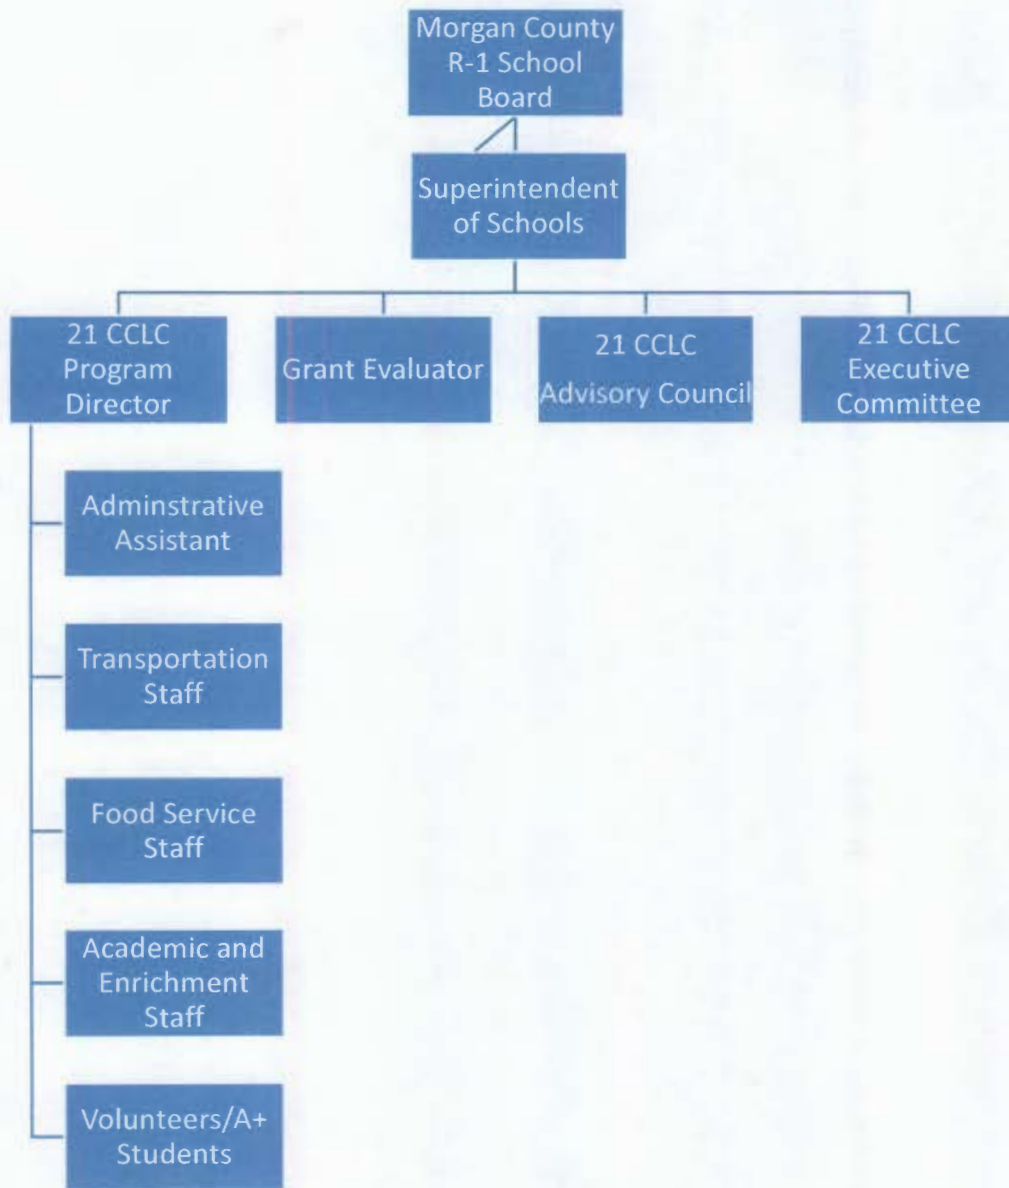 Morgan County
R-1 School
Board
Superintendent
of Schools
21 CCLC
Program
Director
Grant Evaluator
21 CCLC
Advisory Council
21 CCLC
Executive
Committee
Adminstrative
Assistant
Transportation
Staff
Food Service
Staff
Academic and
Enrichment
Staff
Volunteers/A+
Students